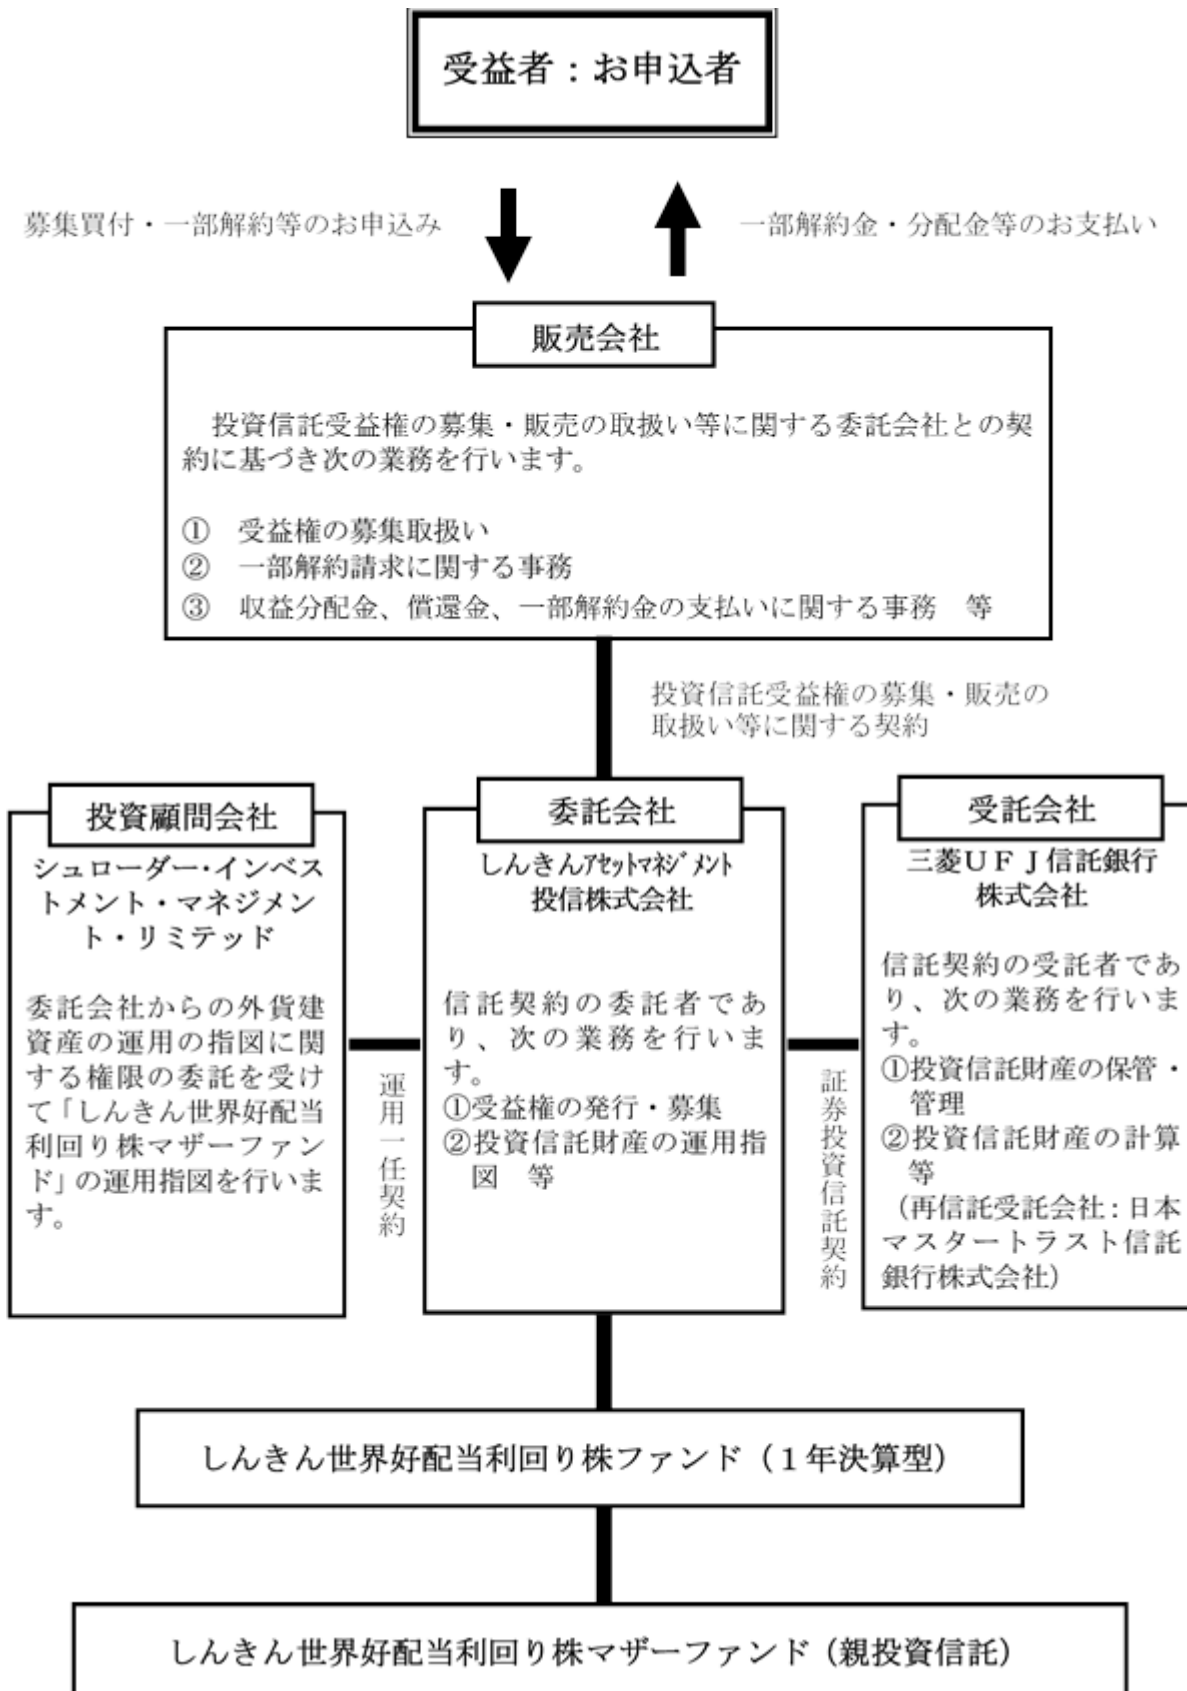 受益者：お申込者
募集買付・一部解約等のお申込み
一部解約金・分配金等のお支払い
販売会社
投資信託受益権の募集・販売の取扱い等に関する委託会社との契
約に基づき次の業務を行います。
①　受益権の募集取扱い
②　一部解約請求に関する事務
③　収益分配金、償還金、一部解約金の支払いに関する事務　等
投資信託受益権の募集・販売の
取扱い等に関する契約
投資顧問会社
シュローダー・インベス
トメント・マネジメン
ト・リミテッド
委託会社からの外貨建
資産の運用の指図に関
する権限の委託を受け
て「しんきん世界好配当
利回り株マザーファン
ド」の運用指図を行いま
す。
運用一任契約
委託会社
しんきんｱｾｯﾄﾏﾈｼﾞﾒﾝﾄ
投信株式会社
信託契約の委託者であ
り、次の業務を行いま
す。
①受益権の発行・募集
②投資信託財産の運用指
図　等
証券投資信託契約
受託会社
三菱ＵＦＪ信託銀行
株式会社
信託契約の受託者であ
り、次の業務を行いま
す。
①投資信託財産の保管・
管理
②投資信託財産の計算
等
（再信託受託会社：日本
マスタートラスト信託
銀行株式会社）
しんきん世界好配当利回り株ファンド（１年決算型）
しんきん世界好配当利回り株マザーファンド（親投資信託）